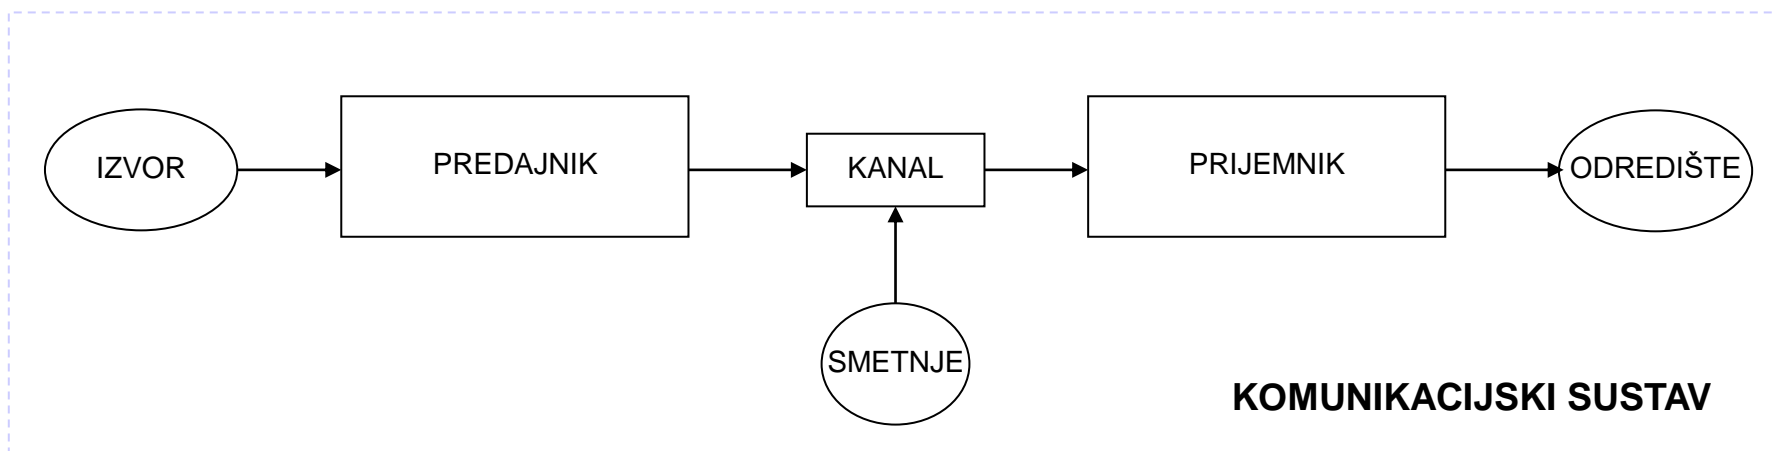 IZVOR
PREDAJNIK
KANAL
PRIJEMNIK
ODREDIŠTE
SMETNJE
KOMUNIKACIJSKI SUSTAV